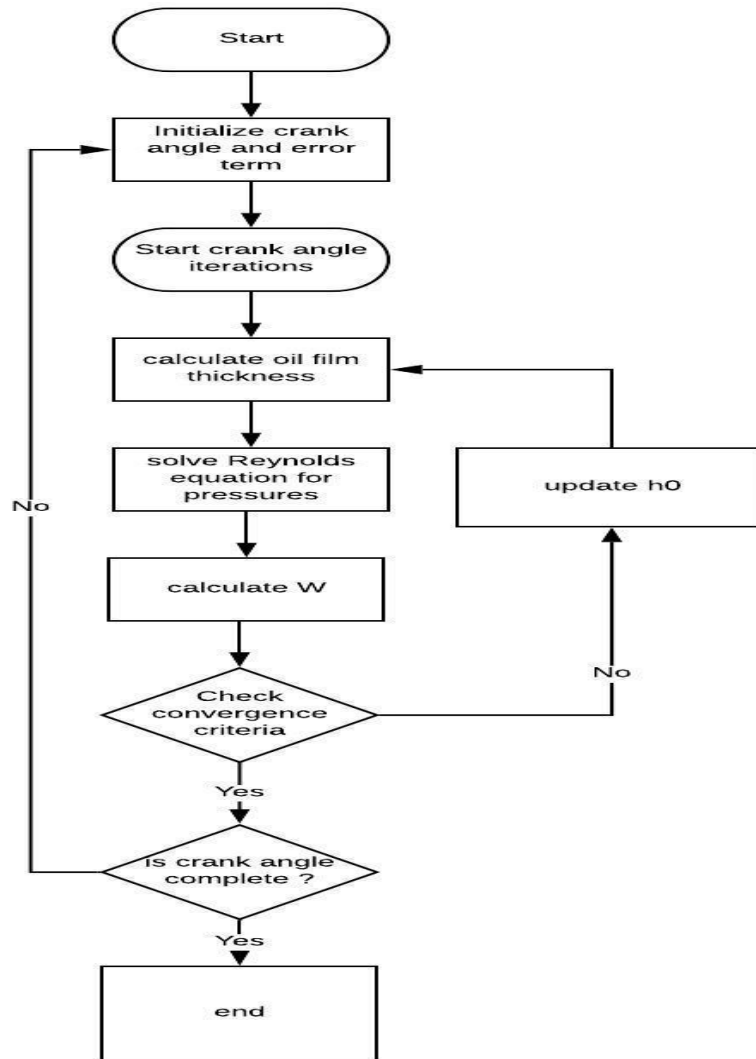 Start
Initialize crank
angle and error
term
Start crank angle
iterations
calculate oil film
thickness
solve Reynolds
equation for
pressures
update h0
No
calculate W
Check
convergence
criteria
No
Yes
is crank angle
complete ?
Yes
end